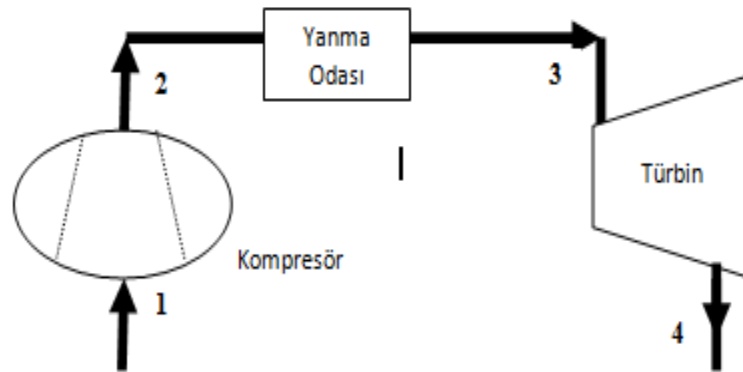 Yanma
Odası
2
3
Türbin
Kompresör
1
4